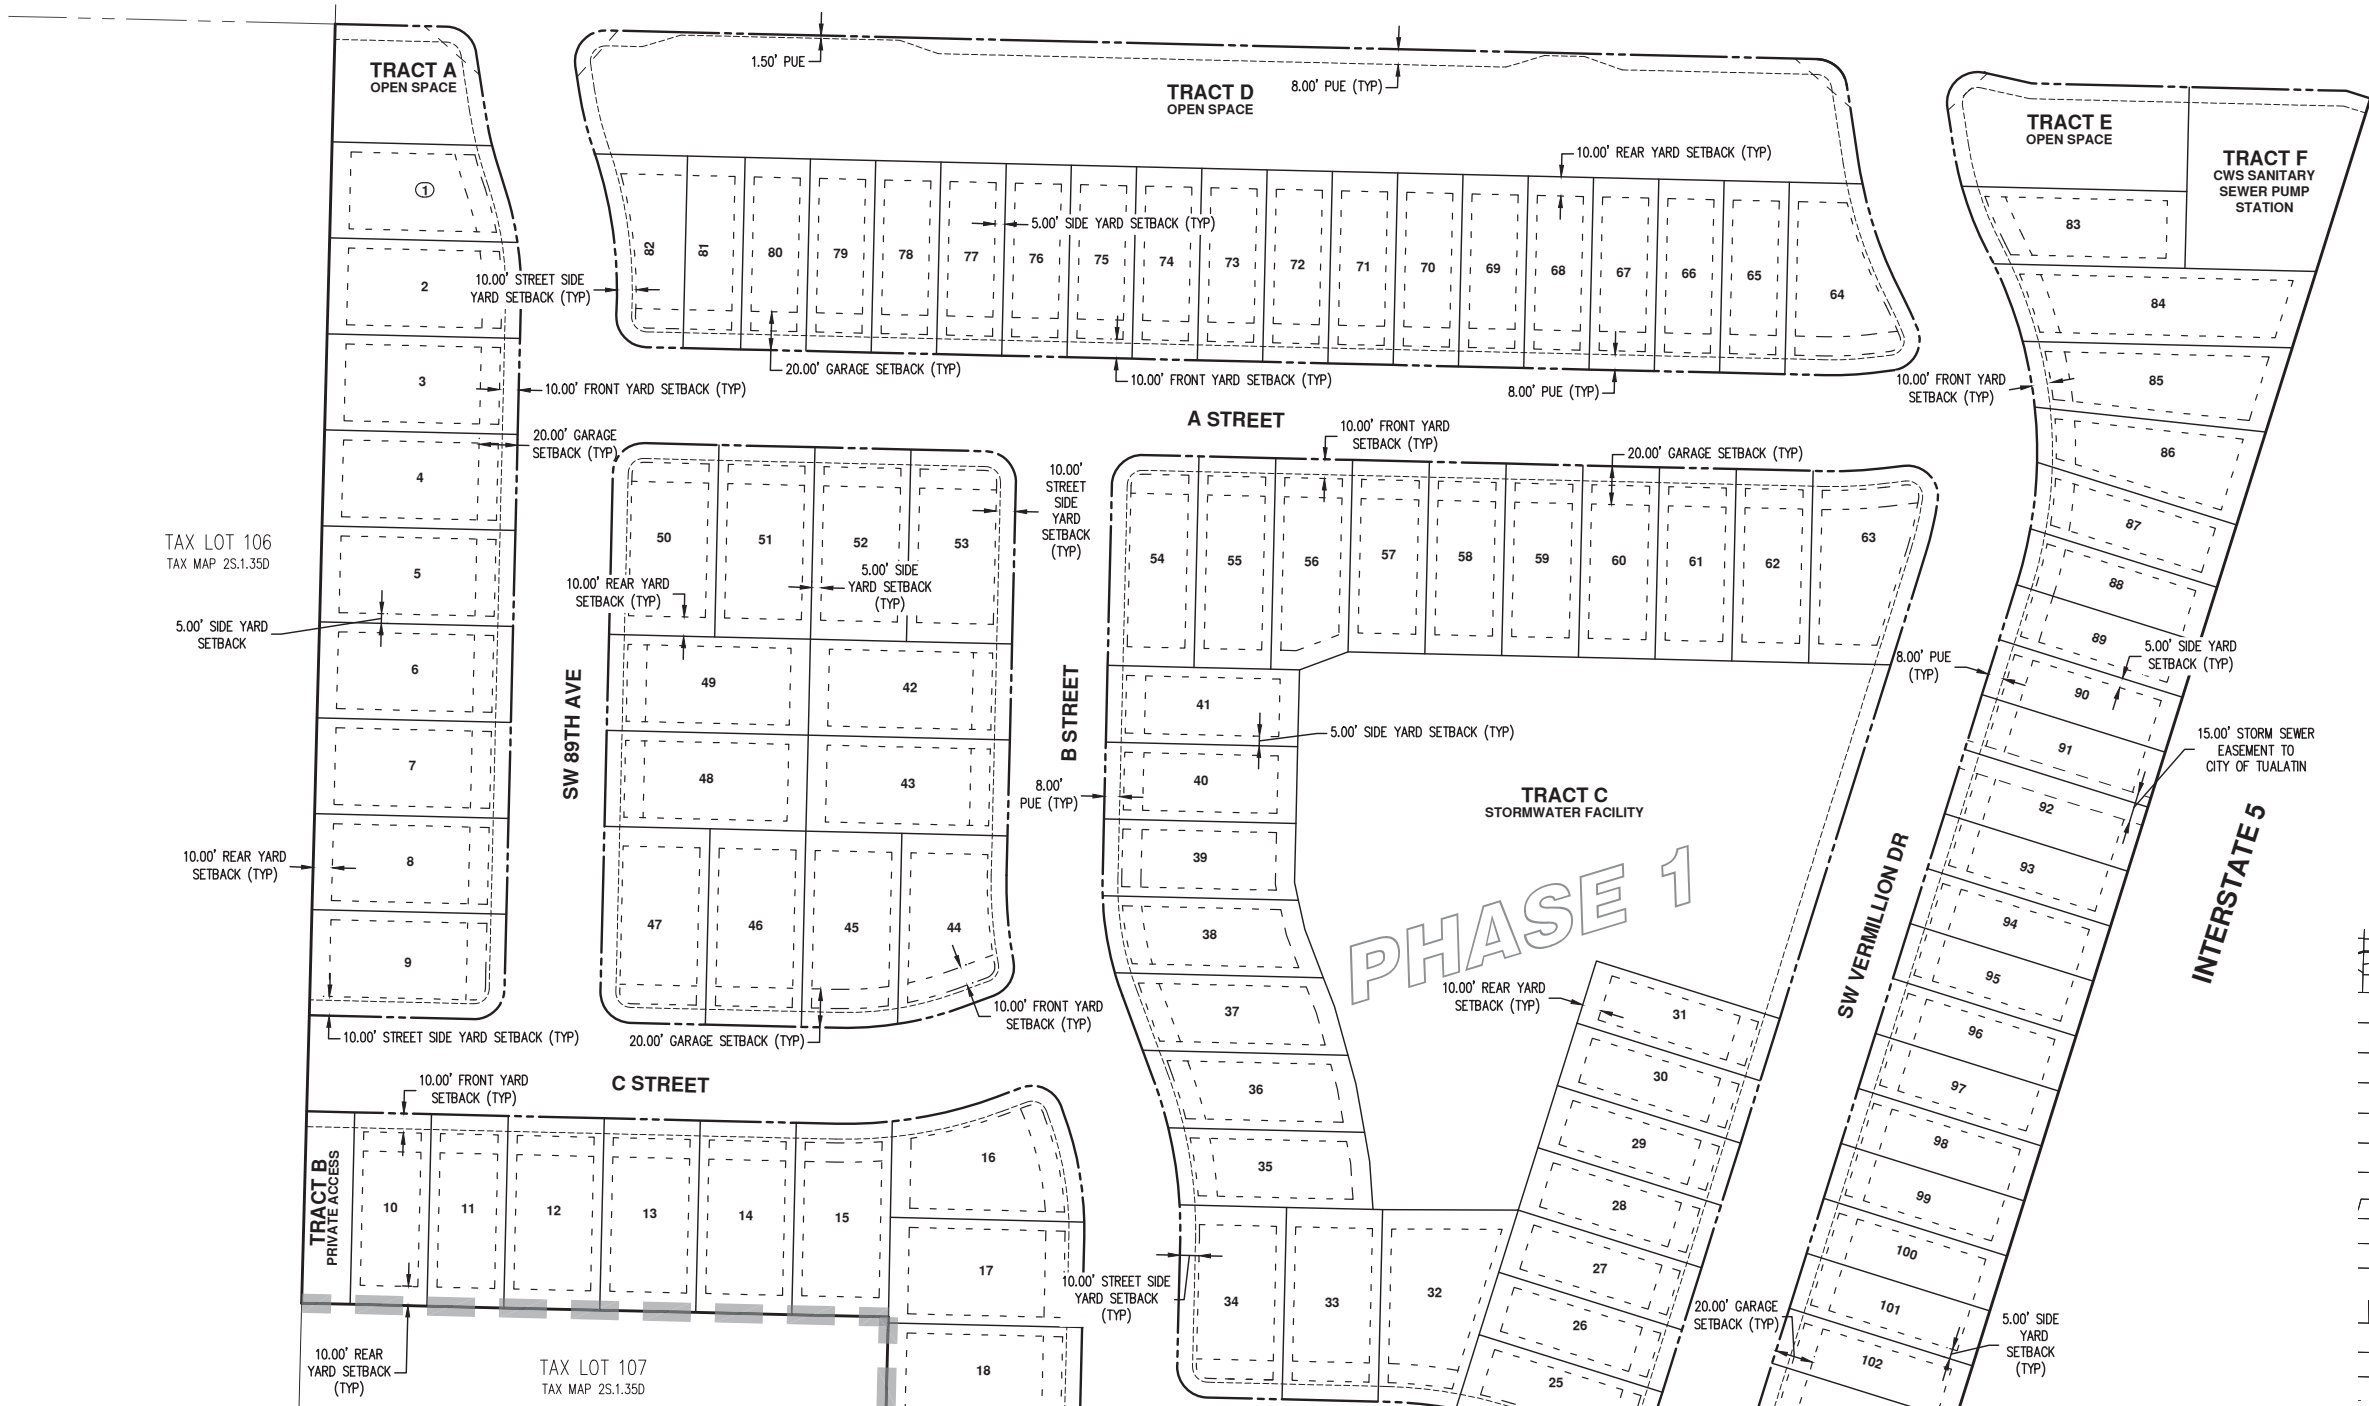 TRACT A
OPEN SPACE
1.50' PUE
TRACT D
OPEN SPACE
8.00' PUE (TYP)
TRACT E
OPEN SPACE
TRACT F
CWS SANITARY
SEWER PUMP
STATION
10.00' REAR YARD SETBACK (TYP)
5.00' SIDE YARD SETBACK (TYP)
1
2
3
4
5
6
7
8
9
82
81
80
79
78
77
76
75
74
73
72
71
70
69
68
67
66
65
64
10.00' STREET SIDE
YARD SETBACK (TYP)
20.00' GARAGE SETBACK (TYP)
10.00' FRONT YARD SETBACK (TYP)
8.00' PUE (TYP)
10.00' FRONT YARD SETBACK (TYP)
20.00' GARAGE
SETBACK (TYP)
A STREET
10.00' FRONT YARD
SETBACK (TYP)
20.00' GARAGE SETBACK (TYP)
10.00' FRONT YARD
SETBACK (TYP)
83
84
85
86
87
88
89
90
91
92
93
94
95
96
97
98
99
100
101
102
TAX LOT 106
TAX MAP 2S.1.35D
5.00' SIDE YARD
SETBACK
10.00' REAR YARD
SETBACK (TYP)
SW 89TH AVE
50
51
52
53
10.00' REAR YARD
SETBACK (TYP)
5.00' SIDE
YARD SETBACK
(TYP)
10.00'
STREET
SIDE
YARD
SETBACK
(TYP)
49
42
48
43
47
46
45
44
B STREET
8.00'
PUE (TYP)
54
55
56
57
58
59
60
61
62
63
41
40
39
38
37
36
35
5.00' SIDE YARD SETBACK (TYP)
TRACT C
STORMWATER FACILITY
PHASE 1
8.00' PUE
(TYP)
5.00' SIDE YARD
SETBACK (TYP)
15.00' STORM SEWER
EASEMENT TO
CITY OF TUALATIN
SW VERMILLION DR
INTERSTATE 5
10.00' REAR YARD
SETBACK (TYP)
31
30
29
28
27
26
25
10.00' STREET SIDE YARD SETBACK (TYP)
20.00' GARAGE SETBACK (TYP)
10.00' FRONT YARD
SETBACK (TYP)
C STREET
10.00' FRONT YARD
SETBACK (TYP)
TRACT B
PRIVATE ACCESS
10
11
12
13
14
15
16
17
18
10.00' STREET SIDE
YARD SETBACK
(TYP)
34
33
32
20.00' GARAGE
SETBACK (TYP)
5.00' SIDE
YARD
SETBACK
(TYP)
10.00' REAR
YARD SETBACK
(TYP)
TAX LOT 107
TAX MAP 2S.1.35D